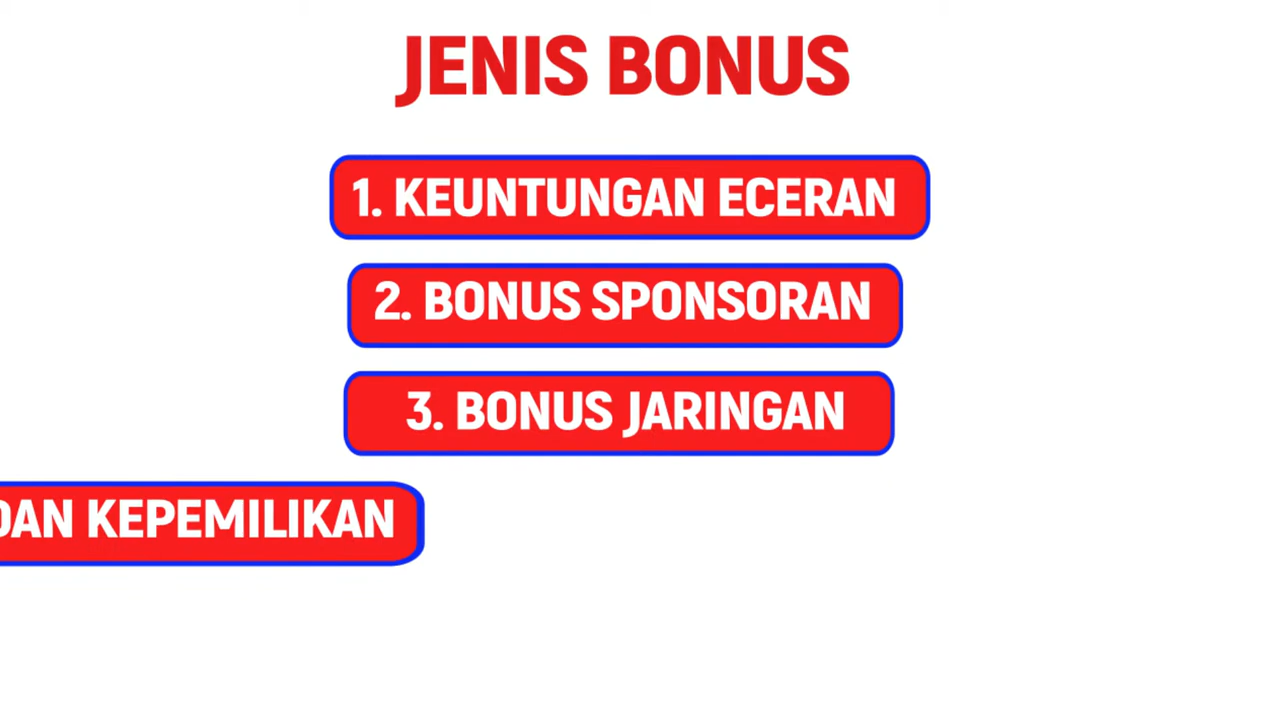 JENIS BONUS
1. KEUNTUNGAN ECERAN
2. BONUS SPONSORAN
3. BONUS JARINGAN
DAN KEPEMILIKAN